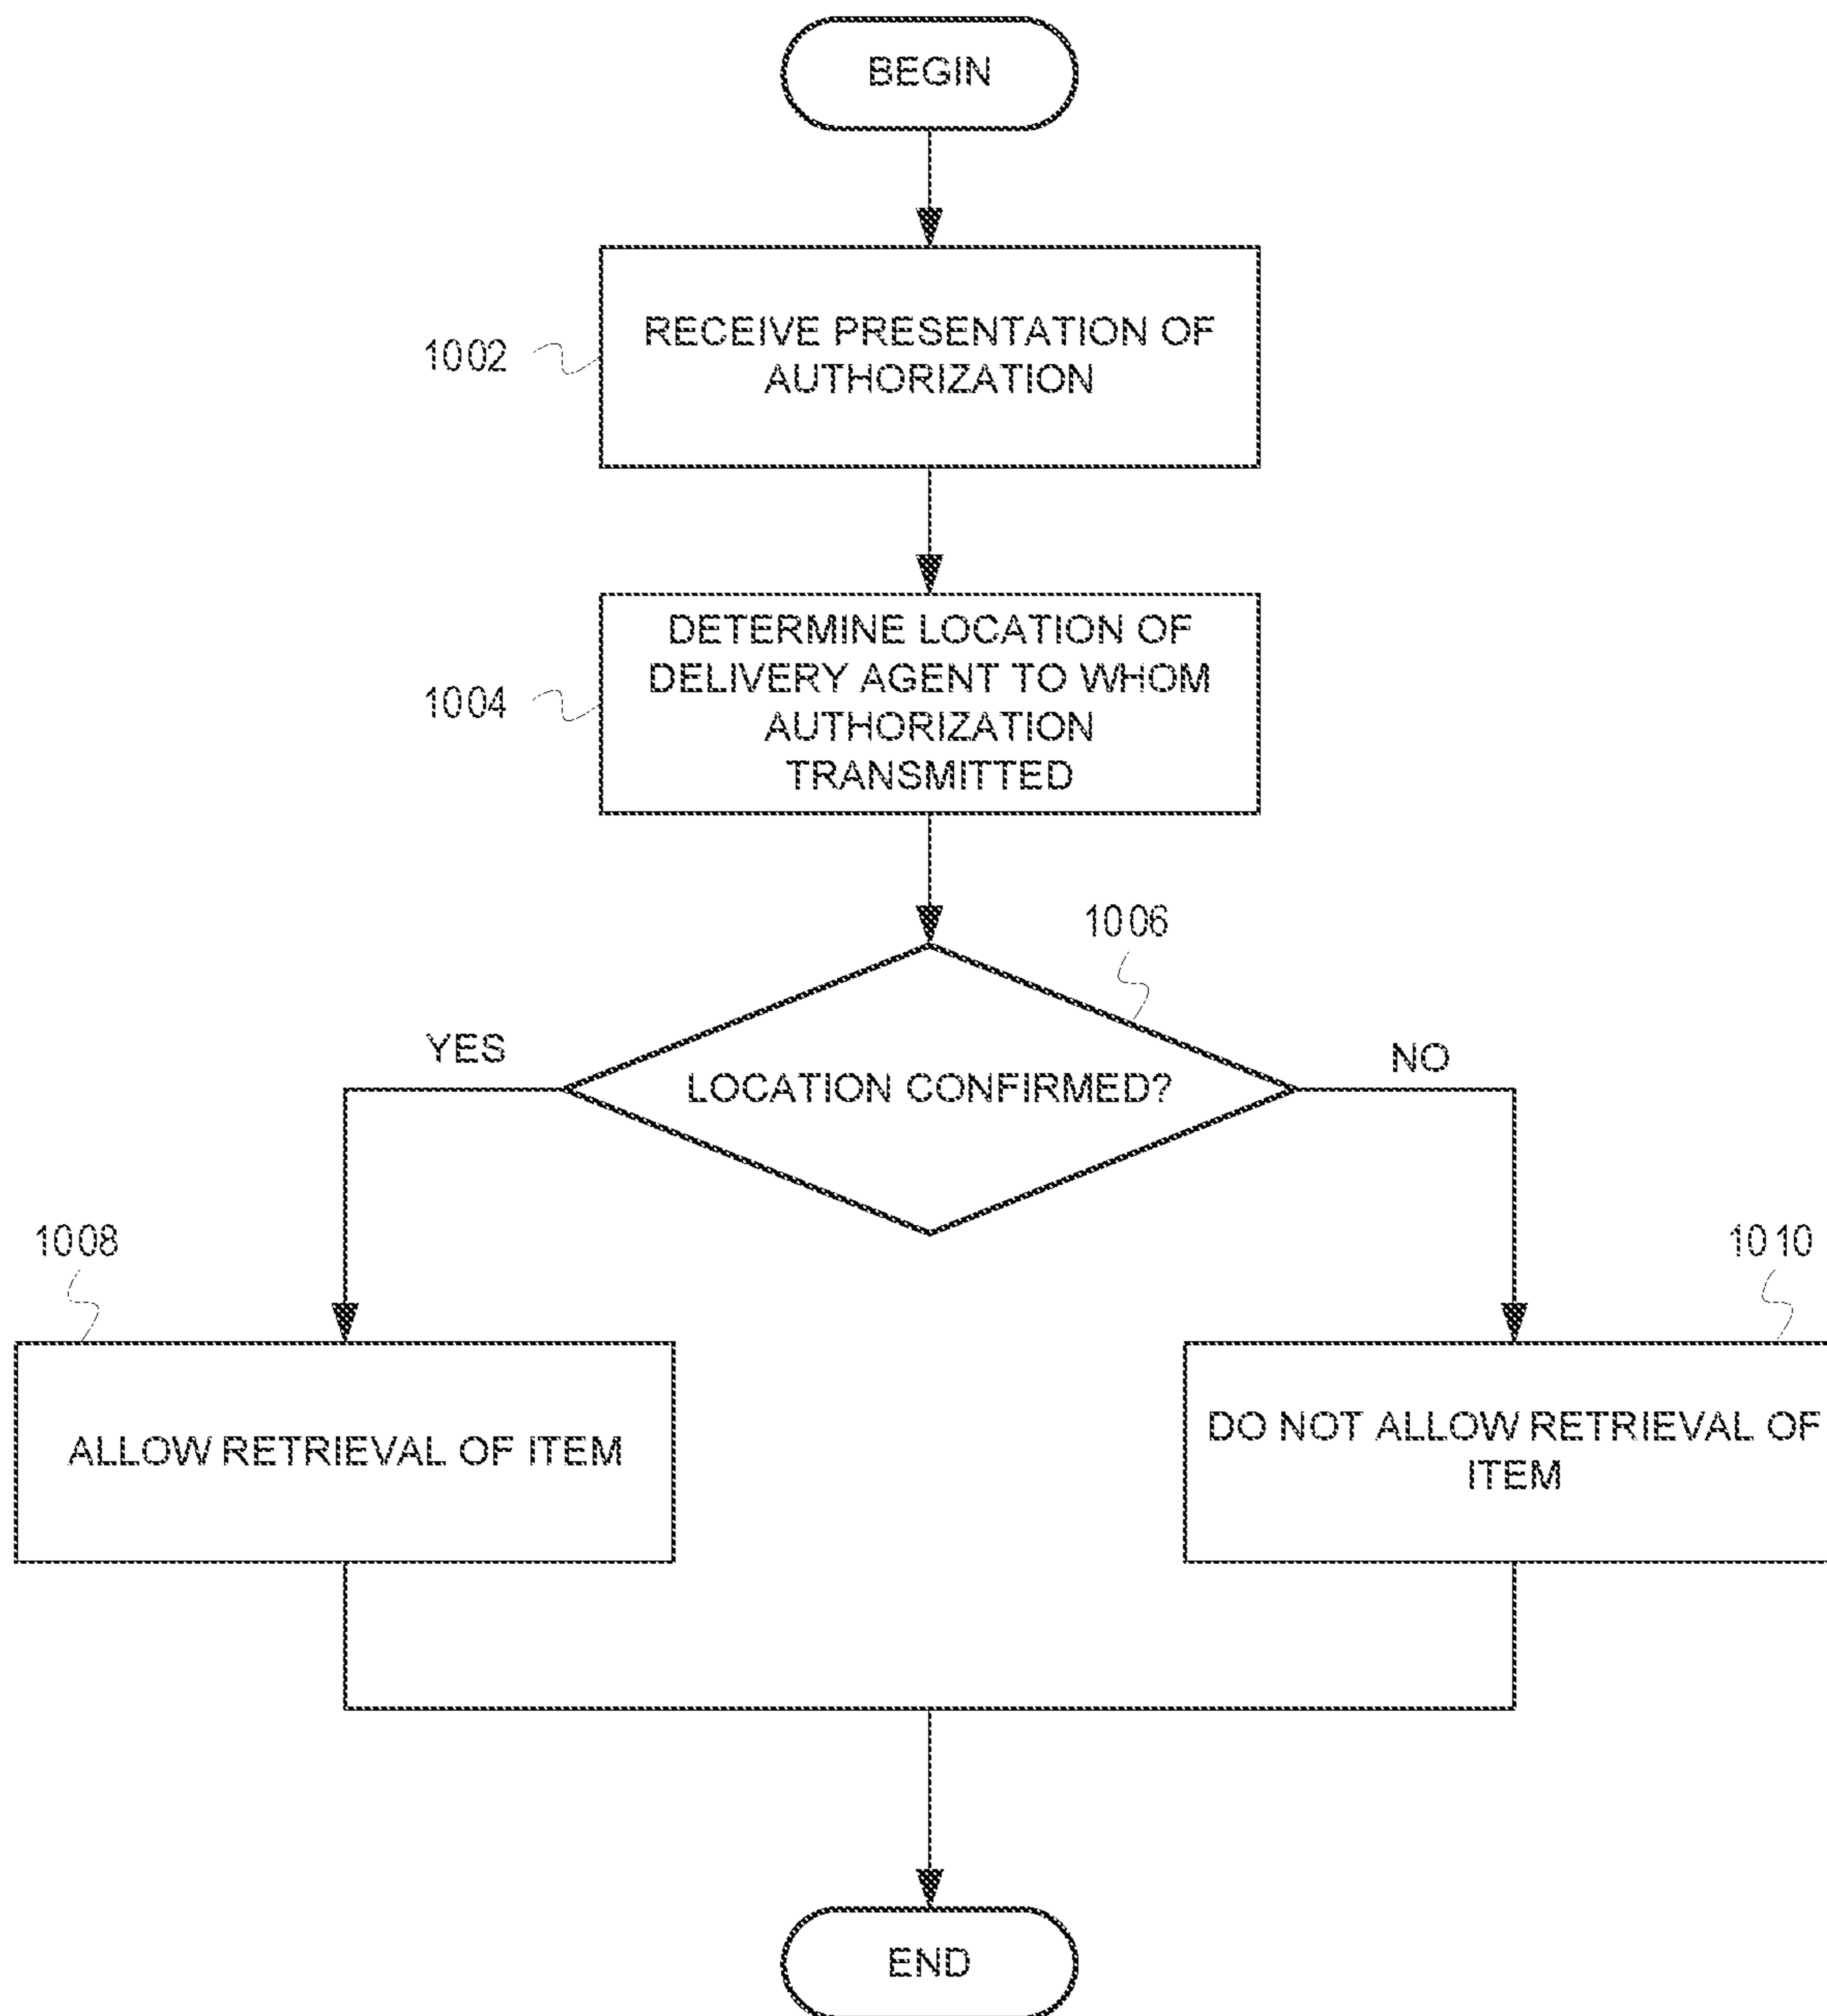 BEGIN
1002
RECEIVE PRESENTATION OF
AUTHORIZATION
1004
DETERMINE LOCATION OF
DELIVERY AGENT TO WHOM
AUTHORIZATION
TRANSMITTED
1006
YES
NO
LOCATION CONFIRMED?
1008
1010
ALLOW RETRIEVAL OF ITEM
DO NOT ALLOW RETRIEVAL OF
ITEM
END